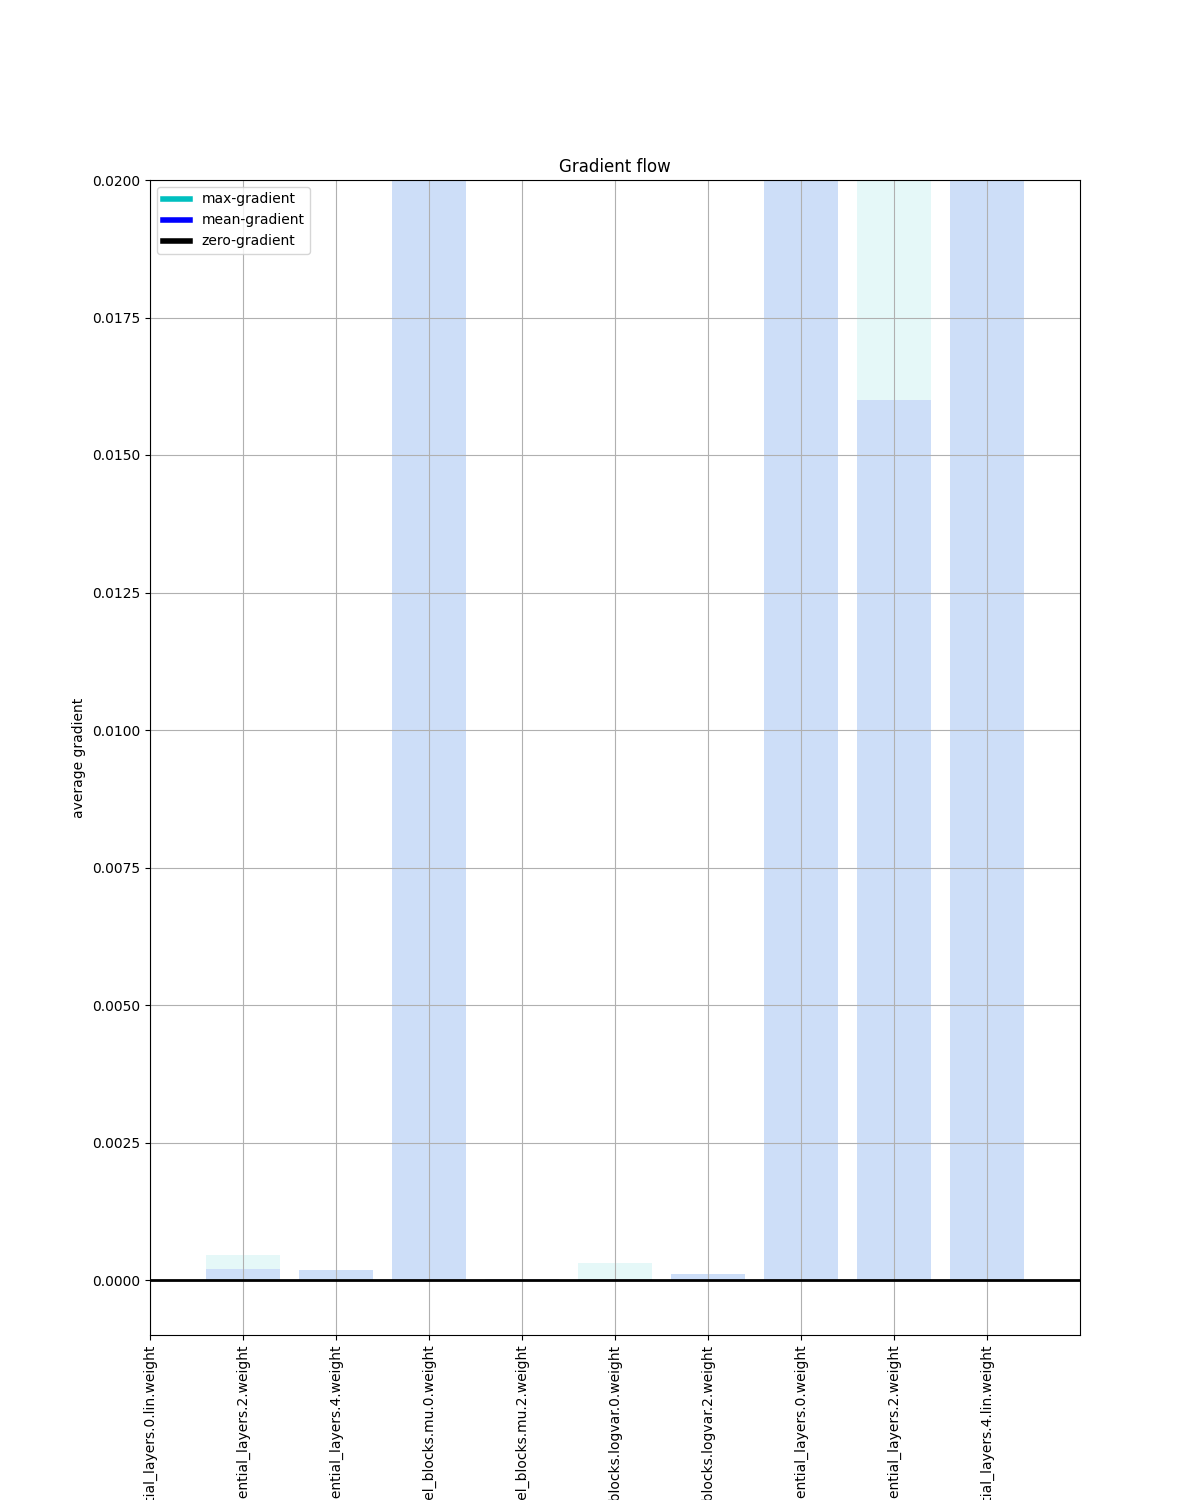 Gradient flow
max-gradient
mean-gradient
zero-gradient
0.0200
0.0175
0.0150
0.0125
0.0100
0.0075
0.0050
0.0025
0.0000
average gradient
tial_layers.0.lin.weight
ential_layers.2.weight
ential_layers.4.weight
el_blocks.mu.0.weight
el_blocks.mu.2.weight
blocks.logvar.0.weight
blocks.logvar.2.weight
ential_layers.0.weight
ential_layers.2.weight
tial_layers.4.lin.weight